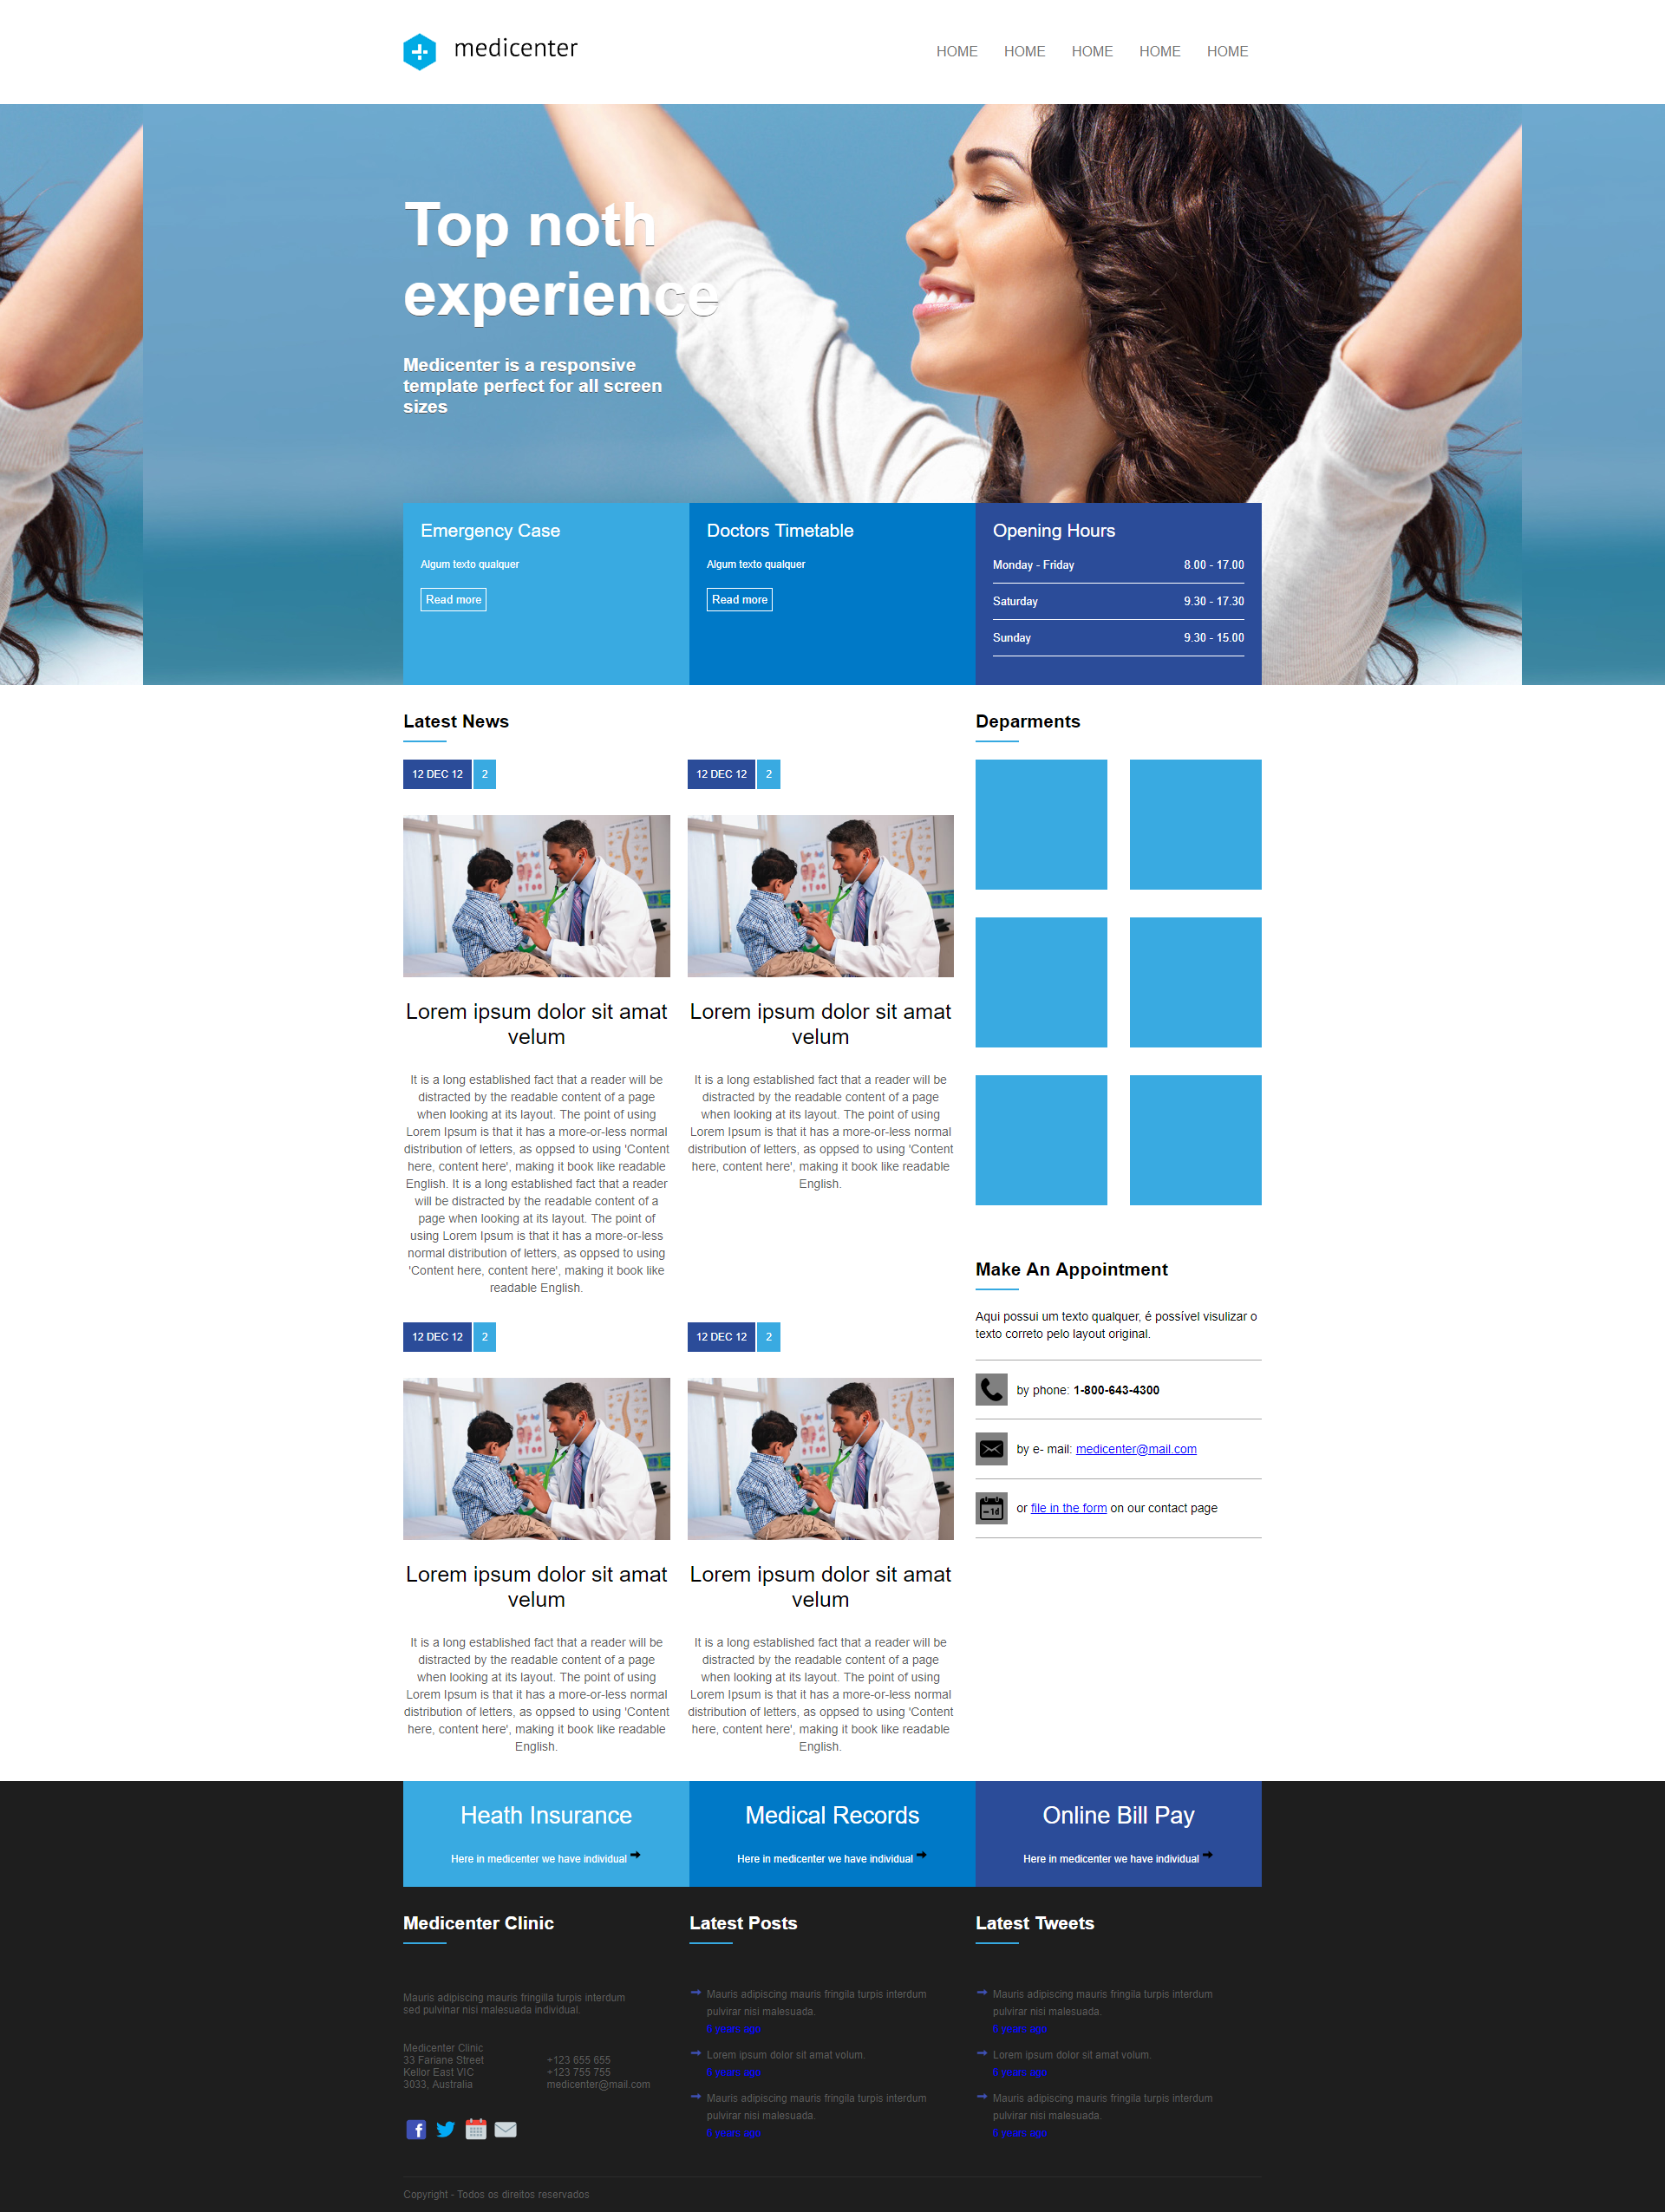 medicenter
HOME HOME HOME HOME HOME
Top noth
experience
Medicenter is a responsive
template perfect for all screen
sizes
Emergency Case
Algum texto qualquer
Read more
Doctors Timetable
Algum texto qualquer
Read more
Opening Hours
Monday - Friday 8.00 - 17.00
Saturday 9.30 - 17.30
Sunday 9.30 - 15.00
Latest News
12 DEC 12 2
Lorem ipsum dolor sit amat
velum
It is a long established fact that a reader will be
distracted by the readable content of a page
when looking at its layout. The point of using
Lorem Ipsum is that it has a more-or-less normal
distribution of letters, as oppsed to using 'Content
here, content here', making it book like readable
English. It is a long established fact that a reader
will be distracted by the readable content of a
page when looking at its layout. The point of
using Lorem Ipsum is that it has a more-or-less
normal distribution of letters, as oppsed to using
'Content here, content here', making it book like
readable English.
12 DEC 12 2
Lorem ipsum dolor sit amat
velum
It is a long established fact that a reader will be
distracted by the readable content of a page
when looking at its layout. The point of using
Lorem Ipsum is that it has a more-or-less normal
distribution of letters, as oppsed to using 'Content
here, content here', making it book like readable
English.
12 DEC 12 2
Lorem ipsum dolor sit amat
velum
It is a long established fact that a reader will be
distracted by the readable content of a page
when looking at its layout. The point of using
Lorem Ipsum is that it has a more-or-less normal
distribution of letters, as oppsed to using 'Content
here, content here', making it book like readable
English.
12 DEC 12 2
Lorem ipsum dolor sit amat
velum
It is a long established fact that a reader will be
distracted by the readable content of a page
when looking at its layout. The point of using
Lorem Ipsum is that it has a more-or-less normal
distribution of letters, as oppsed to using 'Content
here, content here', making it book like readable
English.
Deparments
Make An Appointment
Aqui possui um texto qualquer, é possível visulizar o
texto correto pelo layout original.
by phone: 1-800-643-4300
by e- mail: medicenter@mail.com
1d
or file in the form on our contact page
Heath Insurance
Here in medicenter we have individual
Medical Records
Here in medicenter we have individual
Online Bill Pay
Here in medicenter we have individual
Medicenter Clinic
Mauris adipiscing mauris fringilla turpis interdum
sed pulvinar nisi malesuada individual.
Medicenter Clinic
33 Fariane Street +123 655 655
Kellor East VIC +123 755 755
3033, Australia medicenter@mail.com
Latest Posts
Mauris adipiscing mauris fringila turpis interdum
pulvirar nisi malesuada.
5 years ago
Lorem ipsum dolor sit amat volum.
5 years ago
Mauris adipiscing mauris fringila turpis interdum
pulvirar nisi malesuada.
5 years ago
Latest Tweets
Mauris adipiscing mauris fringila turpis interdum
pulvirar nisi malesuada.
5 years ago
Lorem ipsum dolor sit amat volum.
5 years ago
Mauris adipiscing mauris fringila turpis interdum
pulvirar nisi malesuada.
5 years ago
Copyright - Todos os direitos reservados